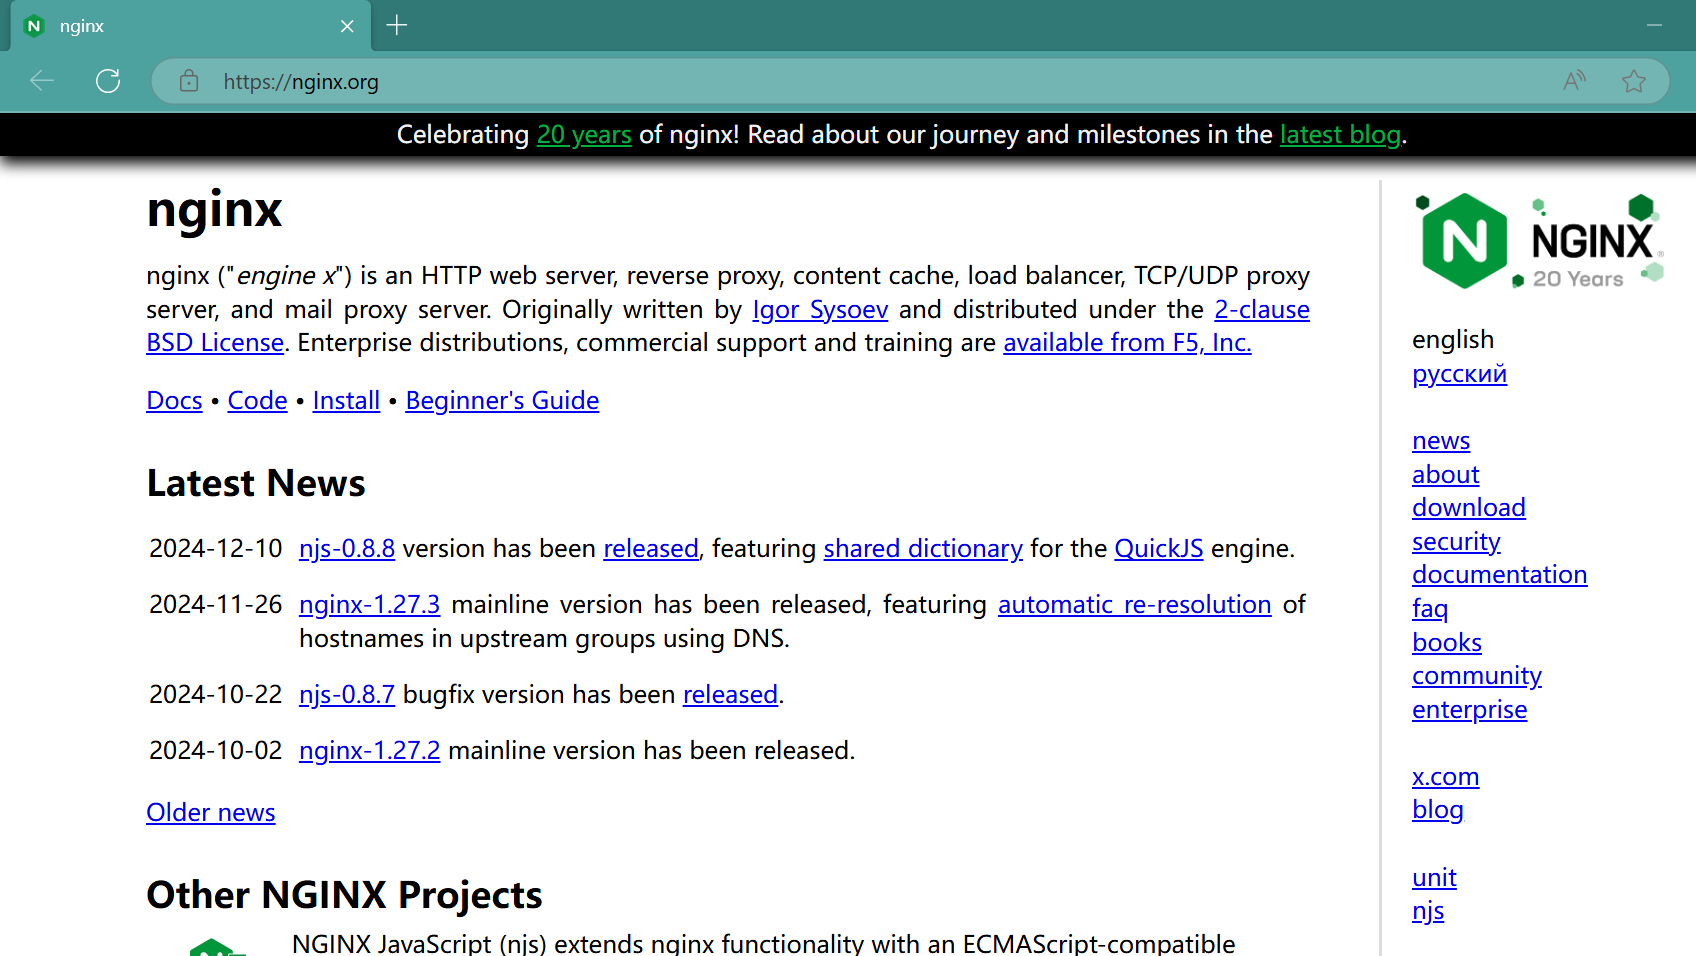 nginx
https://nginx.org
Celebrating 20 years of nginx! Read about our journey and milestones in the latest blog.
nginx
nginx ("engine x") is an HTTP web server, reverse proxy, content cache, load balancer, TCP/UDP proxy
server, and mail proxy server. Originally written by Igor Sysoev and distributed under the 2-clause
BSD License. Enterprise distributions, commercial support and training are available from F5, Inc.
Docs • Code • Install • Beginner's Guide
Latest News
2024-12-10 njs-0.8.8 version has been released, featuring shared dictionary for the QuickJS engine.
2024-11-26 nginx-1.27.3 mainline version has been released, featuring automatic re-resolution of
hostnames in upstream groups using DNS.
2024-10-22 njs-0.8.7 bugfix version has been released.
2024-10-02 nginx-1.27.2 mainline version has been released.
Older news
Other NGINX Projects
NGINX JavaScript (njs) extends nginx functionality with an ECMAScript-compatible
N NGINX®
20 Years
english
русский
news
about
download
security
documentation
faq
books
community
enterprise
x.com
blog
unit
njs